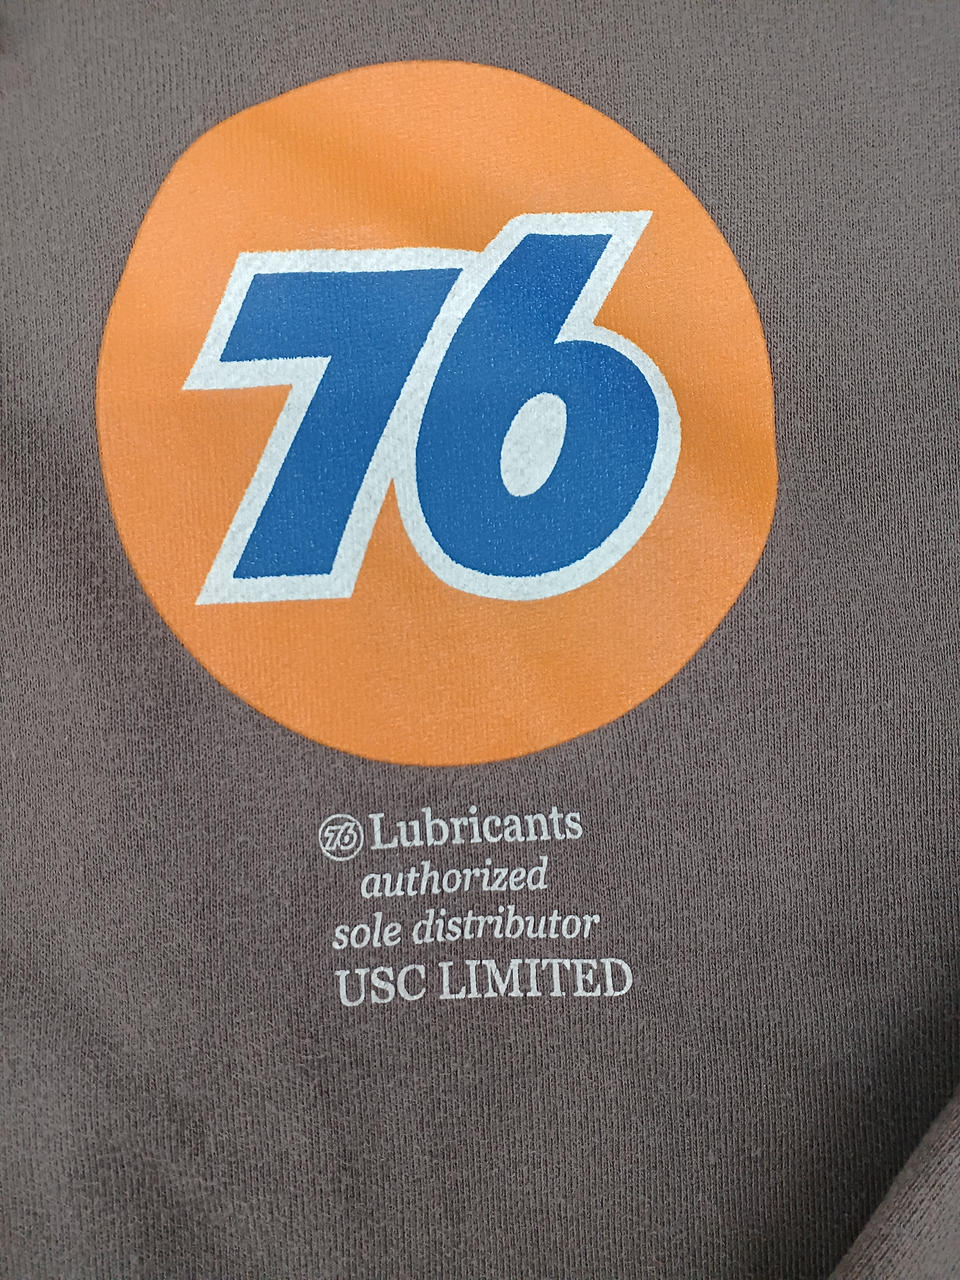 76
76 Lubricants
authorized
sole distributor
USC LIMITED